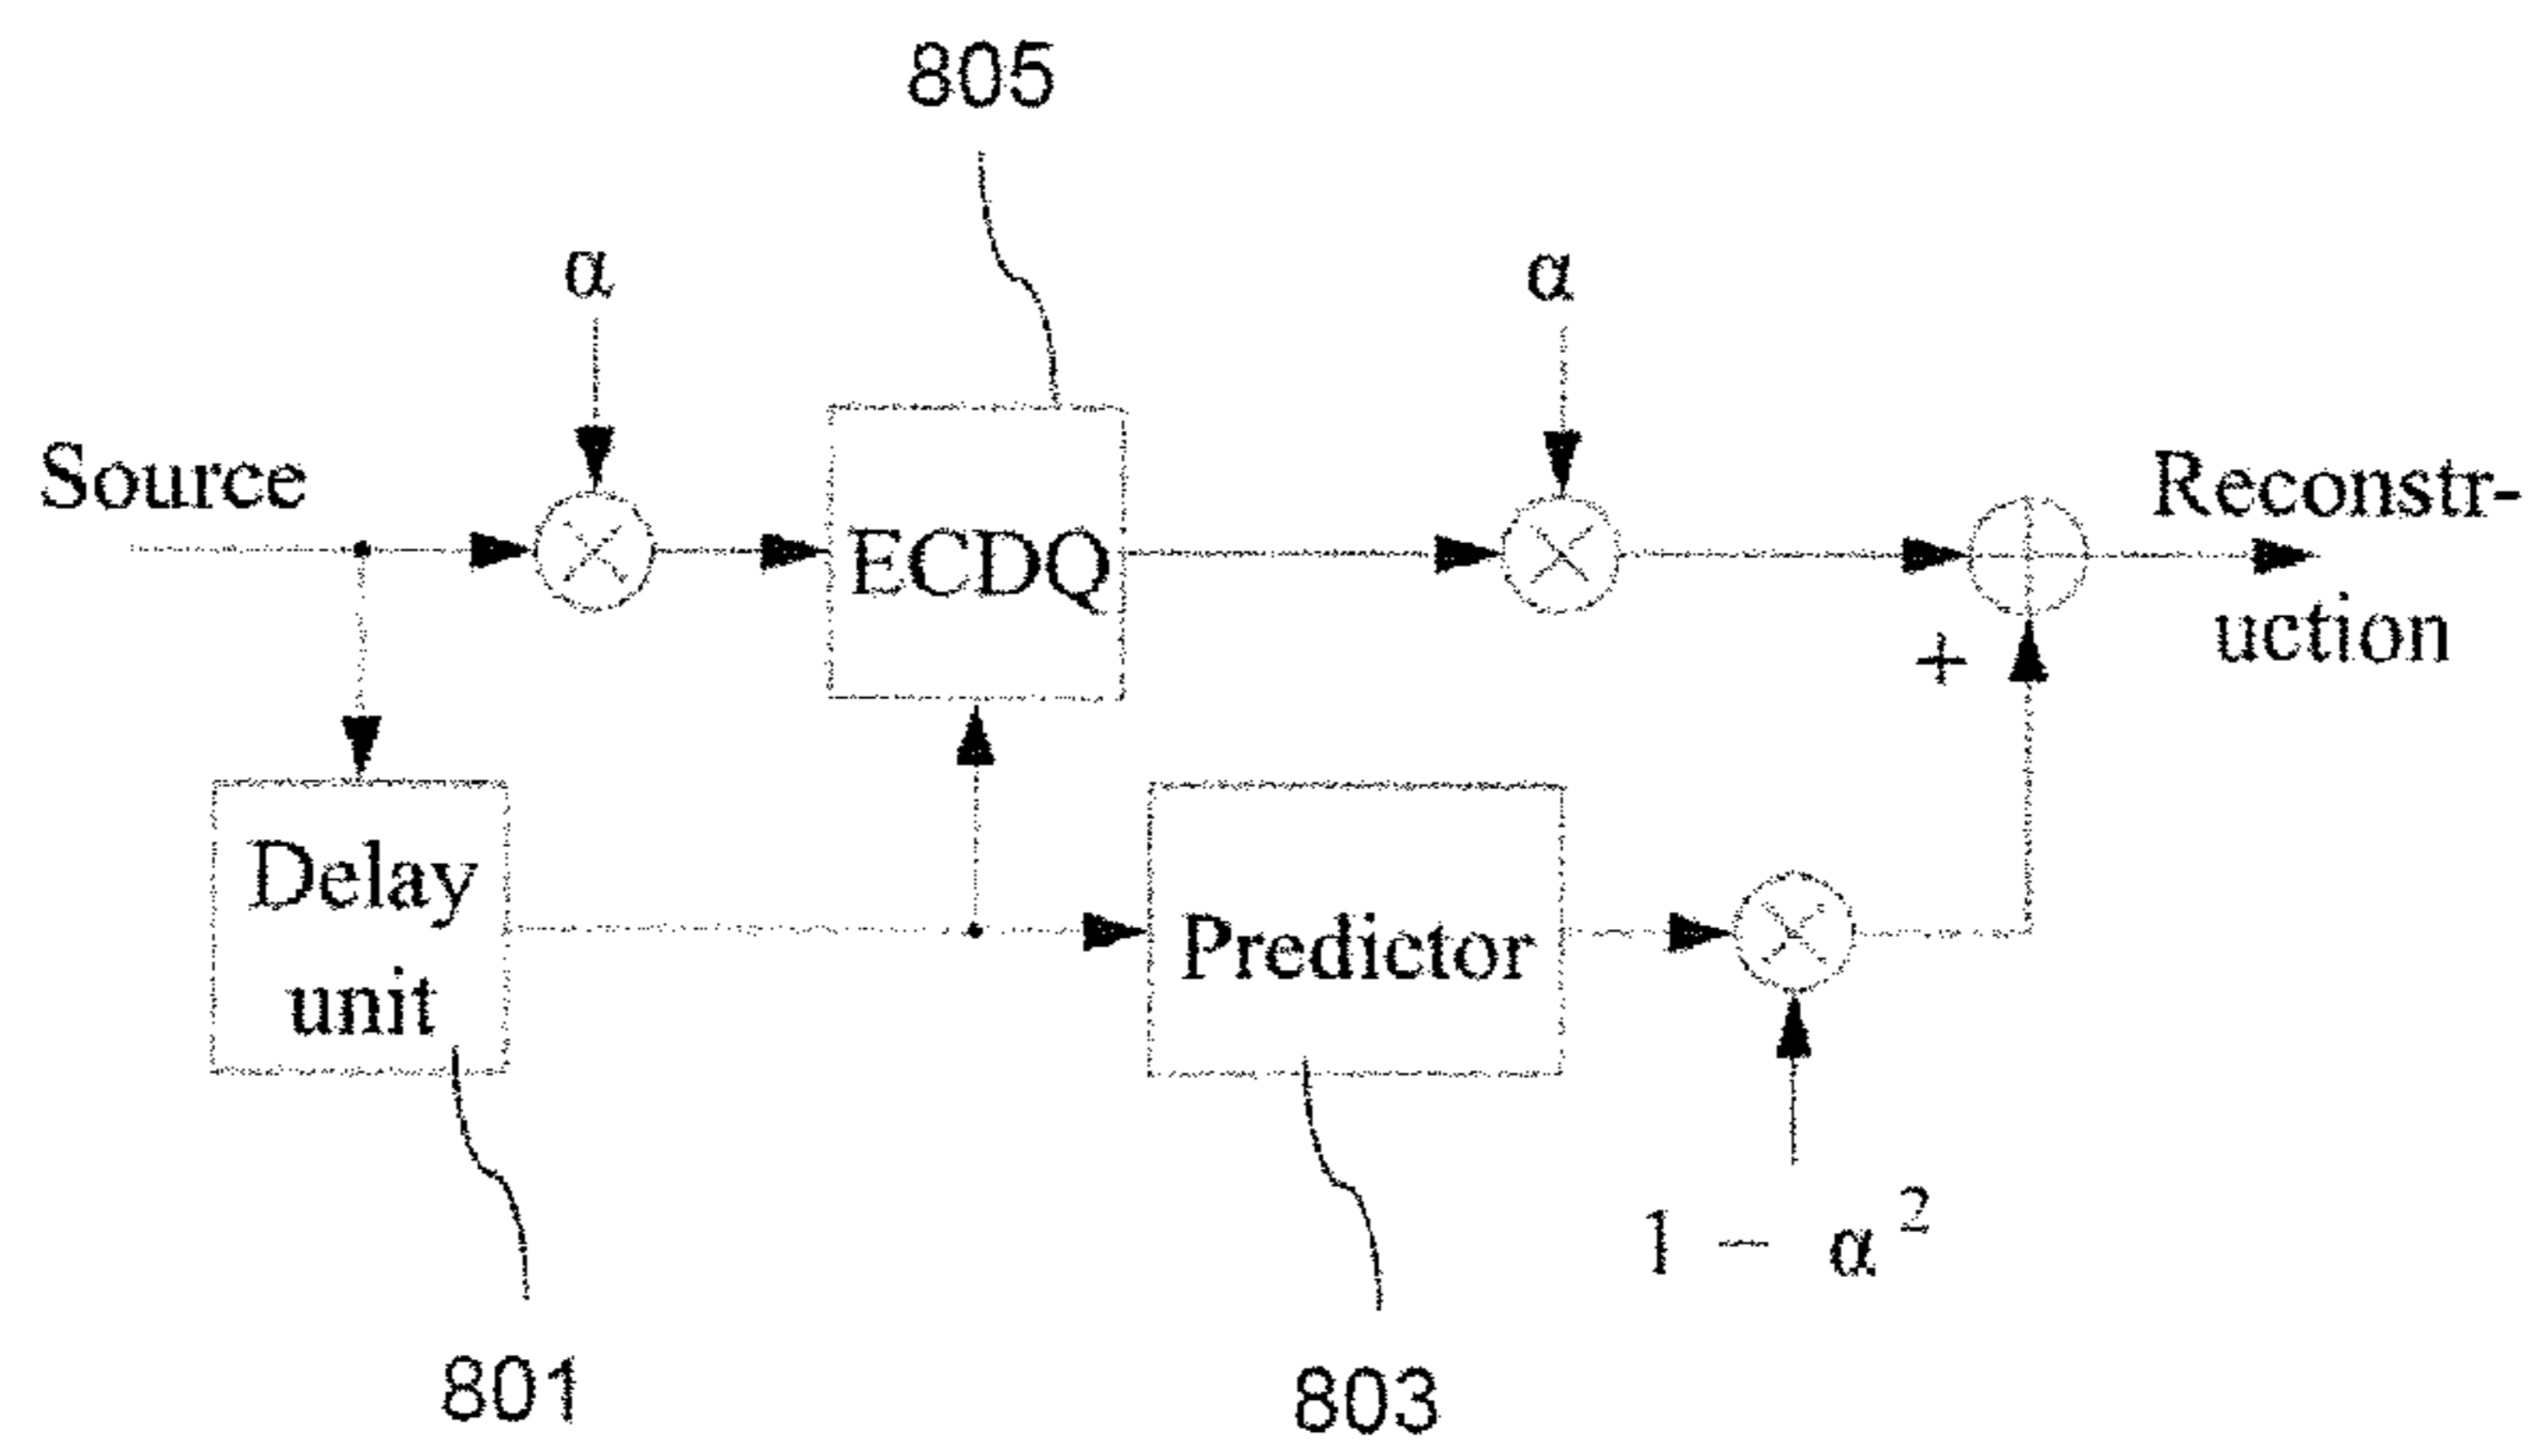 805
α
α
Source
Reconstr-
uction
ECDQ
+
Delay
unit
Predictor
1 - α²
801
803